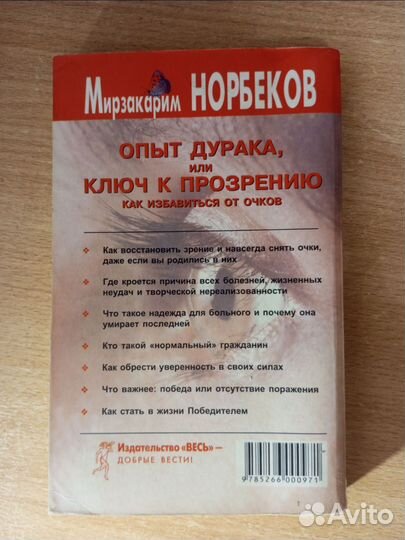 Мирзакарим НОРБЕКОВ
ОПЫТ ДУРАКА,
ИЛИ
КЛЮЧ К ПРОЗРЕНИЮ
КАК ИЗБАВИТЬСЯ ОТ ОЧКОВ
Как восстановить зрение и навсегда снять очки,
даже если вы родились в них
Где кроется причина всех болезней, жизненных
неудач и творческой нереализованности
Что такое надежда для больного и почему она
умирает последней
Кто такой «нормальный» гражданин
Как обрести уверенность в своих силах
Что важнее: победа или отсутствие поражения
Как стать в жизни Победителем
Издательство «ВЕСЬ» —
ДОБРЫЕ ВЕСТИ!
9785266000971
Avito